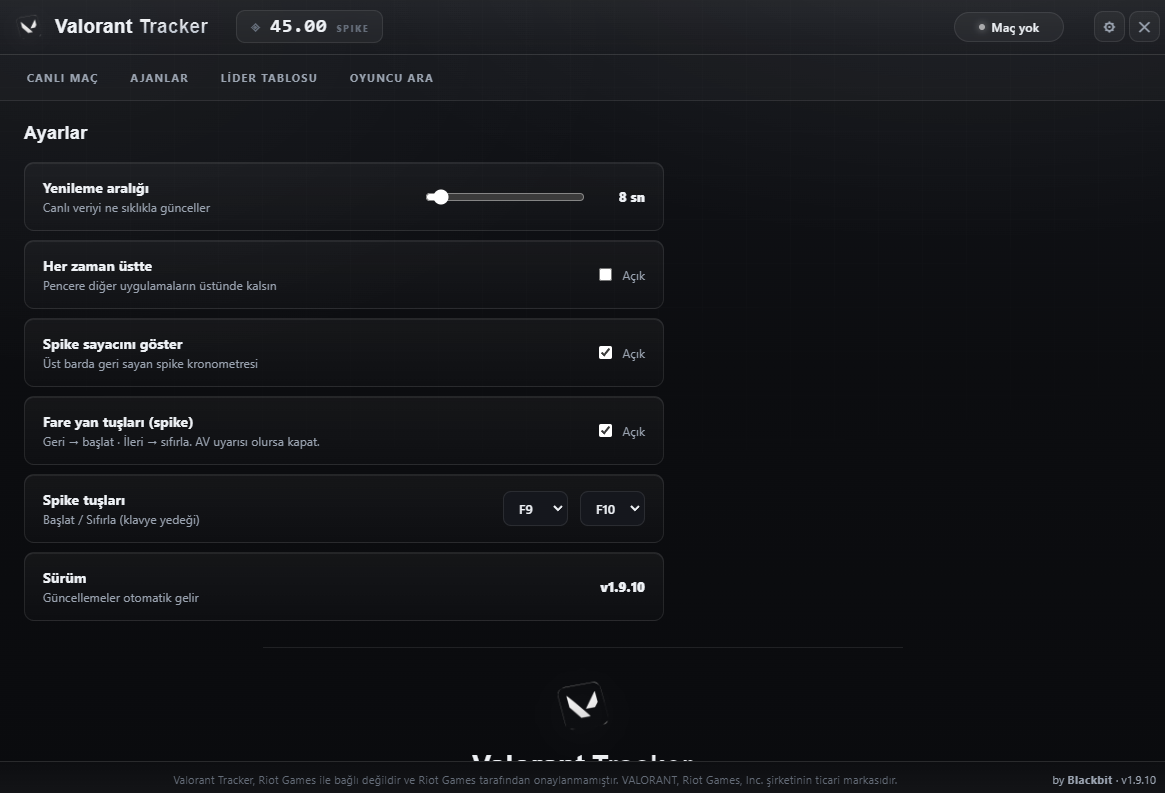 Valorant Tracker
45.00 SPIKE
Maç yok
CANLI MAÇ
AJANLAR
LİDER TABLOSU
OYUNCU ARA
Ayarlar
Yenileme aralığı
Canlı veriyi ne sıklıkla günceller
8 sn
Her zaman üstte
Pencere diğer uygulamaların üstünde kalsın
Açık
Spike sayacını göster
Üst barda geri sayan spike kronometresi
Açık
Fare yan tuşları (spike)
Geri → başlat · İleri → sıfırla. AV uyarısı olursa kapat.
Açık
Spike tuşları
Başlat / Sıfırla (klavye yedeği)
F9
F10
Sürüm
Güncellemeler otomatik gelir
v1.9.10
Valorant Tracker
Valorant Tracker, Riot Games ile bağlı değildir ve Riot Games tarafından onaylanmamıştır. VALORANT, Riot Games, Inc. şirketinin ticari markasıdır.
by Blackbit · v1.9.10